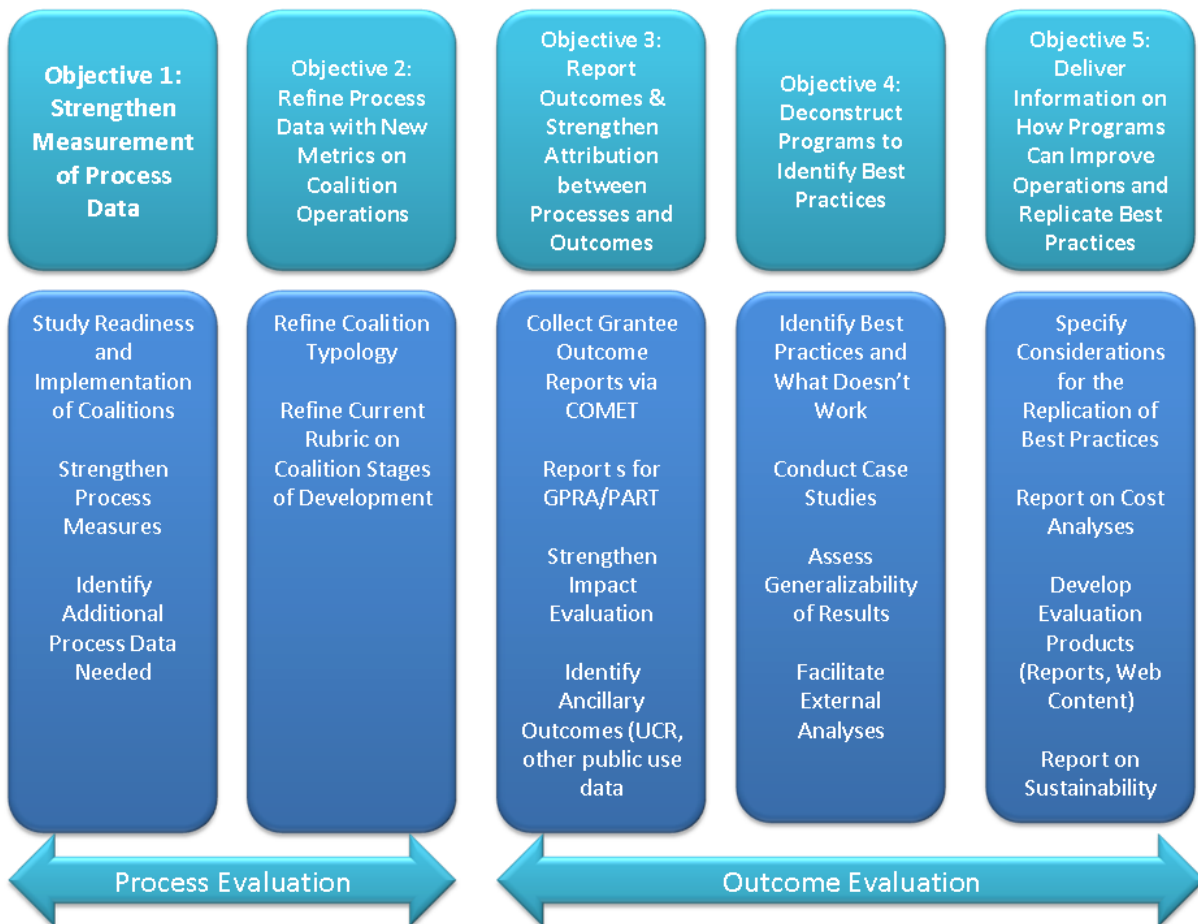 Objective 1:
Strengthen
Measurement
of Process
Data
Objective 2:
Refine Process
Data with New
Metrics on
Coalition
Operations
Objective 3:
Report
Outcomes &
Strengthen
Attribution
between
Processes and
Outcomes
Objective 4:
Deconstruct
Programs to
Identify Best
Practices
Objective 5:
Deliver
Information on
How Programs
Can Improve
Operations and
Replicate Best
Practices
Study Readiness
and
Implementation
of Coalitions
Strengthen
Process
Measures
Identify
Additional
Process Data
Needed
Refine Coalition
Typology
Refine Current
Rubric on
Coalition Stages
of Development
Collect Grantee
Outcome
Reports via
COMET
Report s for
GPRA/PART
Strengthen
Impact
Evaluation
Identify
Ancillary
Outcomes (UCR,
other public use
data
Identify Best
Practices and
What Doesn't
Work
Conduct Case
Studies
Assess
Generalizability
of Results
Facilitate
External
Analyses
Specify
Considerations
for the
Replication of
Best Practices
Report on Cost
Analyses
Develop
Evaluation
Products
(Reports, Web
Content)
Report on
Sustainability
Process Evaluation
Outcome Evaluation